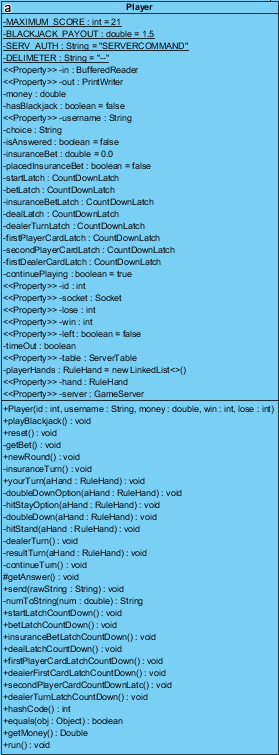 a
Player
-MAXIMUM_SCORE : int = 21
-BLACKJACK_PAYOUT : double = 1.5
-SERV_AUTH : String = "SERVERCOMMAND"
-DELIMETER : String = "--"
<<Property>> -in : BufferedReader
<<Property>> -out : PrintWriter
-money : double
-hasBlackjack : boolean = false
<<Property>> -username : String
-choice : String
-isAnswered : boolean = false
-insuranceBet : double = 0.0
-placedInsuranceBet : boolean = false
-startLatch : CountDownLatch
-betLatch : CountDownLatch
-insuranceBetLatch : CountDownLatch
-dealLatch : CountDownLatch
-dealerTurnLatch : CountDownLatch
-firstPlayerCardLatch : CountDownLatch
-secondPlayerCardLatch : CountDownLatch
-firstDealerCardLatch : CountDownLatch
-continuePlaying : boolean = true
<<Property>> -id : int
<<Property>> -socket : Socket
<<Property>> -lose : int
<<Property>> -win : int
<<Property>> -left : boolean = false
-timeOut : boolean
<<Property>> -table : ServerTable
-playerHands : RuleHand = new LinkedList<>()
<<Property>> -hand : RuleHand
<<Property>> -server : GameServer
+Player(id : int, username : String, money : double, win : int, lose : int)
+playBlackjack() : void
+reset() : void
-getBet() : void
+newRound() : void
-insuranceTurn() : void
+yourTurn(aHand : RuleHand) : void
-doubleDownOption(aHand : RuleHand) : void
-hitStayOption(aHand : RuleHand) : void
-doubleDown(aHand : RuleHand) : void
-hitStand(aHand : RuleHand) : void
-dealerTurn() : void
-resultTurn(aHand : RuleHand) : void
-continueTurn() : void
#getAnswer() : void
+send(rawString : String) : void
-numToString(num : double) : String
+startLatchCountDown() : void
+betLatchCountDown() : void
+insuranceBetLatchCountDown() : void
+dealLatchCountDown() : void
+firstPlayerCardLatchCountDown() : void
+dealerFirstCardLatchCountDown() : void
+secondPlayerCardCountDownLatc() : void
+dealerTurnLatchCountDown() : void
+hashCode() : int
+equals(obj : Object) : boolean
+getMoney() : Double
+run() : void